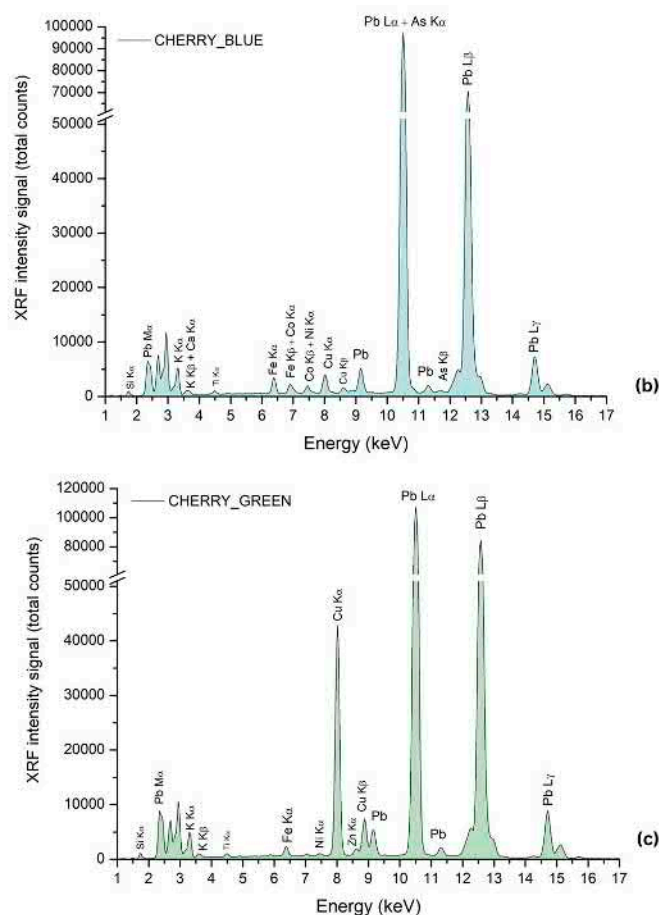 XRF intensity signal (total counts)
100000
90000
80000
70000
50000
40000
30000
20000
10000
0
CHERRY_BLUE
Si Kα
Pb Mα
K Kα
K Kβ + Ca Kα
Ti Kα
Fe Kα
Fe Kβ + Co Kα
Co Kβ + Ni Kα
Cu Kα
Cu Kβ
Pb
Pb Lα + As Kα
Pb
As Kβ
Pb Lβ
Pb Lγ
1 2 3 4 5 6 7 8 9 10 11 12 13 14 15 16 17
Energy (keV)
(b)
XRF intensity signal (total counts)
120000
100000
80000
50000
40000
30000
20000
10000
0
CHERRY_GREEN
Si Kα
Pb Mα
K Kα
K Kβ
Ti Kα
Fe Kα
Ni Kα
Cu Kα
Zn Kα
Cu Kβ
Pb
Pb Lα
Pb
Pb Lβ
Pb Lγ
1 2 3 4 5 6 7 8 9 10 11 12 13 14 15 16 17
Energy (keV)
(c)